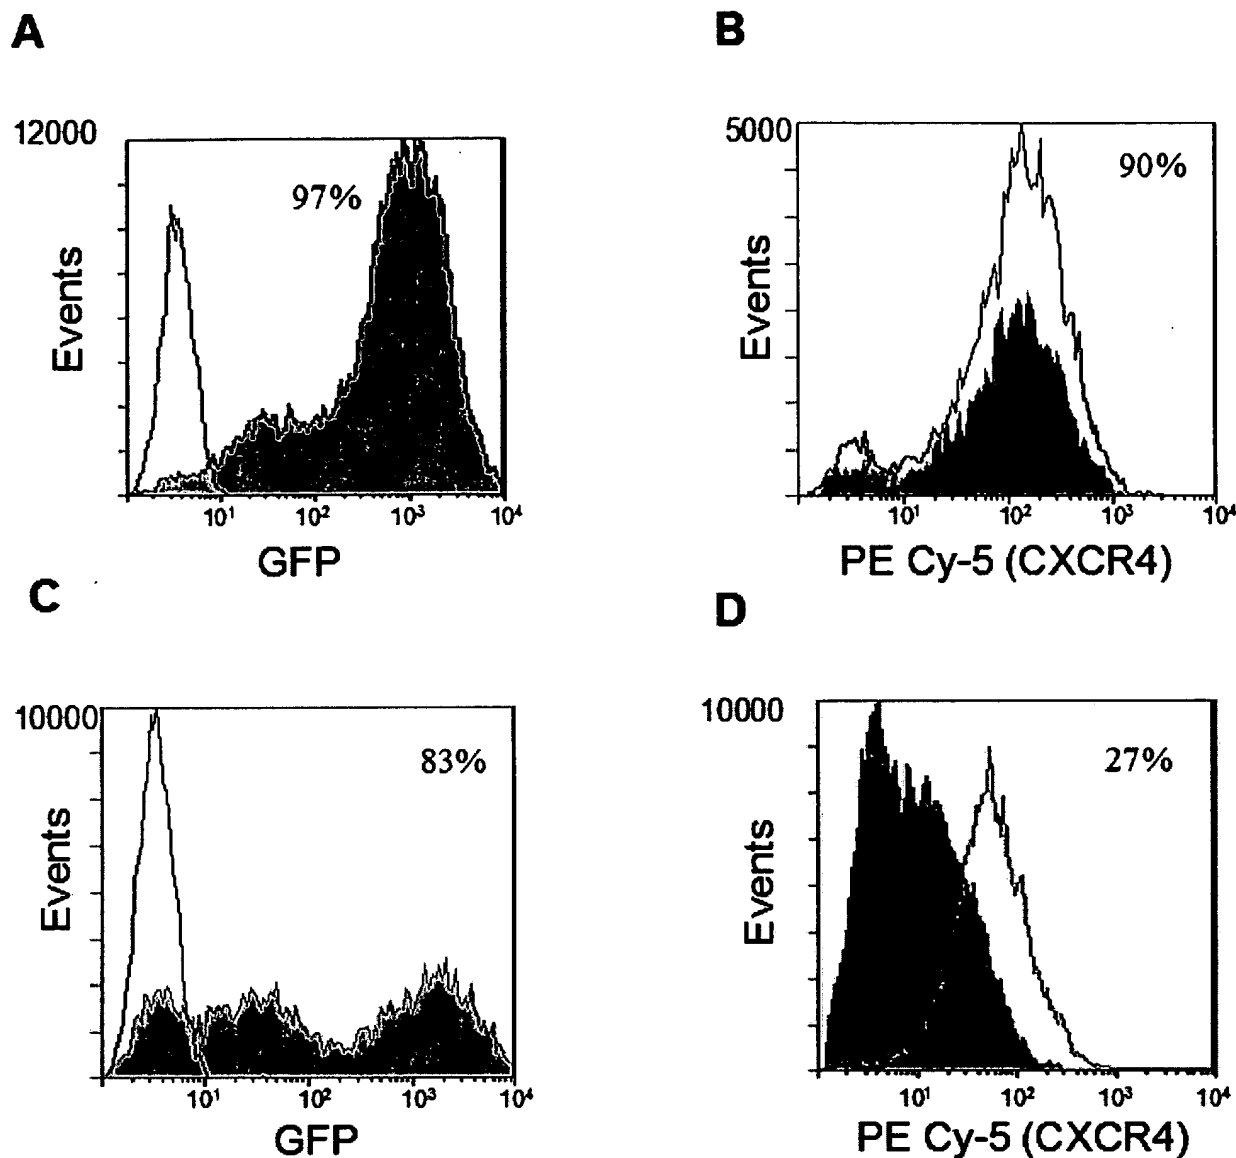 A
B
12000
97%
Events
10¹ 10² 10³ 10⁴
GFP
5000
90%
Events
10¹ 10² 10³ 10⁴
PE Cy-5 (CXCR4)
C
D
10000
83%
Events
10¹ 10² 10³ 10⁴
GFP
10000
27%
Events
10¹ 10² 10³ 10⁴
PE Cy-5 (CXCR4)